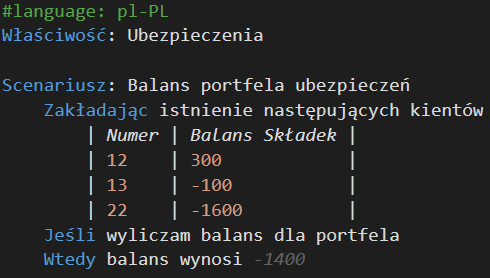 #language: pl-PL
Właściwość: Ubezpieczenia
Scenariusz: Balans portfela ubezpieczeń
Zakładając istnienie następujących kientów
| Numer | Balans Składek |
| 12 | 300 |
| 13 | -100 |
| 22 | -1600 |
Jeśli wyliczam balans dla portfela
Wtedy balans wynosi -1400